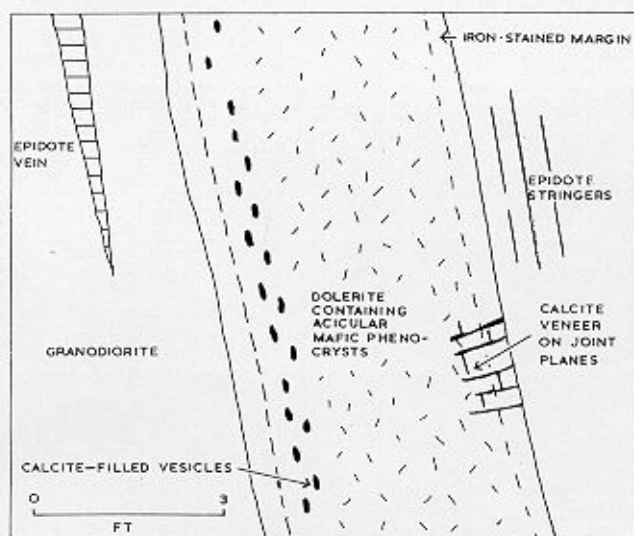 IRON-STAINED MARGIN
EPIDOTE
VEIN
EPIDOTE
STRINGERS
DOLERITE
CONTAINING
ACICULAR
MAFIC PHENO-
CRYSTS
CALCITE
VENEER
ON JOINT
PLANES
GRANODIORITE
CALCITE-FILLED VESICLES
0 3
FT